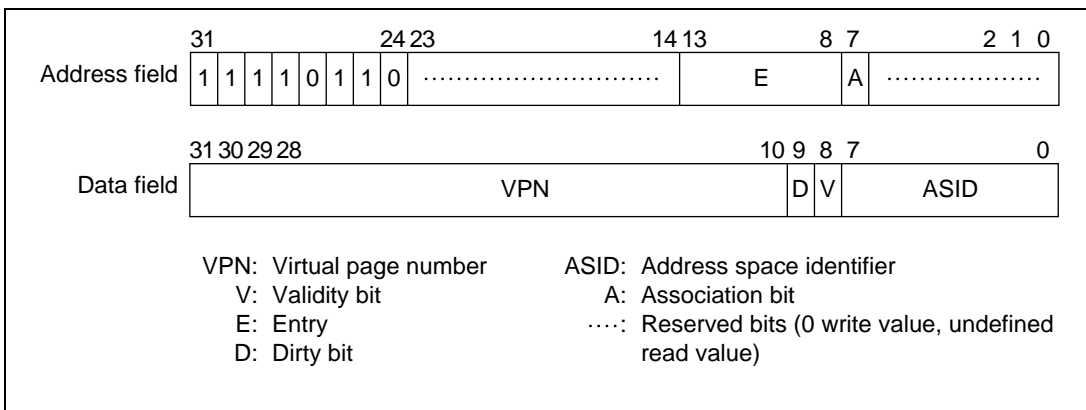 31 24 23 14 13 8 7 2 1 0
Address field 1 1 1 1 0 1 1 0 ································ E A ····················
31 30 29 28 10 9 8 7 0
Data field VPN D V ASID
VPN: Virtual page number ASID: Address space identifier
V: Validity bit A: Association bit
E: Entry ····: Reserved bits (0 write value, undefined
D: Dirty bit read value)